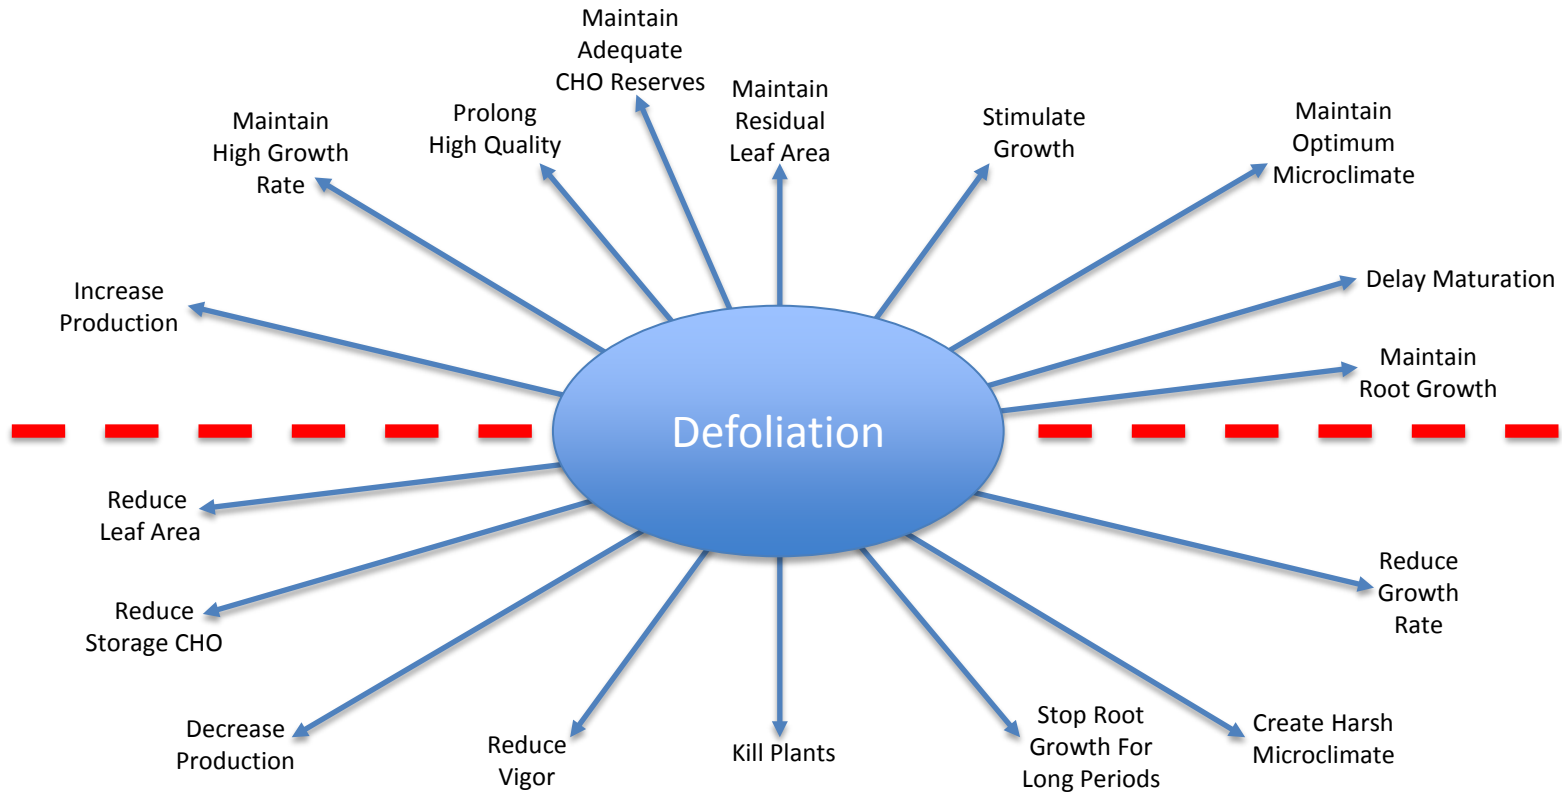 Maintain
Adequate
CHO Reserves
Maintain
Residual
Leaf Area
Prolong
High Quality
Maintain
High Growth
Rate
Stimulate
Growth
Maintain
Optimum
Microclimate
Increase
Production
Delay Maturation
Maintain
Root Growth
Defoliation
Reduce
Leaf Area
Reduce
Storage CHO
Decrease
Production
Reduce
Vigor
Kill Plants
Stop Root
Growth For
Long Periods
Create Harsh
Microclimate
Reduce
Growth
Rate